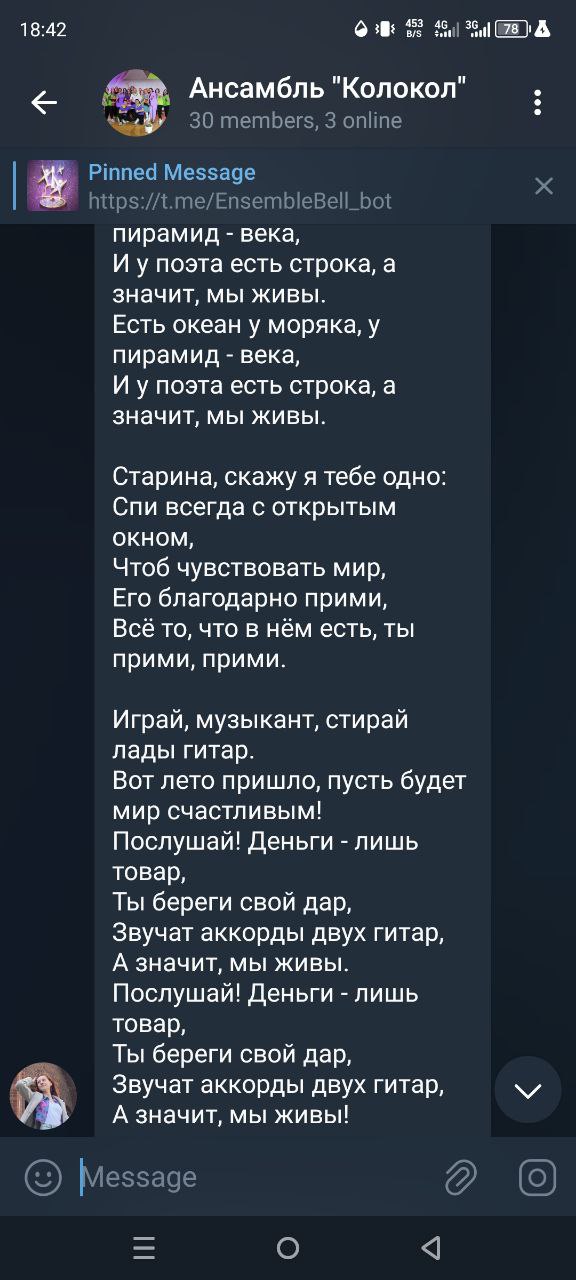 18:42
453 B/S 4G 3G 78
Ансамбль "Колокол"
30 members, 3 online
Pinned Message
https://t.me/EnsembleBell_bot
пирамид - века,
И у поэта есть строка, а
значит, мы живы.
Есть океан у моряка, у
пирамид - века,
И у поэта есть строка, а
значит, мы живы.
Старина, скажу я тебе одно:
Спи всегда с открытым
окном,
Чтоб чувствовать мир,
Его благодарно прими,
Всё то, что в нём есть, ты
прими, прими.
Играй, музыкант, стирай
лады гитар.
Вот лето пришло, пусть будет
мир счастливым!
Послушай! Деньги - лишь
товар,
Ты береги свой дар,
Звучат аккорды двух гитар,
А значит, мы живы.
Послушай! Деньги - лишь
товар,
Ты береги свой дар,
Звучат аккорды двух гитар,
А значит, мы живы!
Message